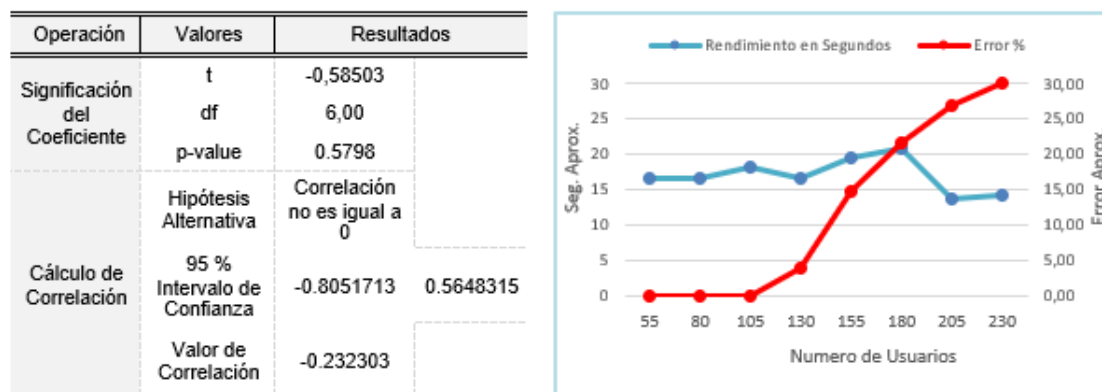 Operación Valores Resultados
Significación
del
Coeficiente
t -0,58503
df 6,00
p-value 0.5798
Cálculo de
Correlación
Hipótesis
Alternativa
Correlación
no es igual a
0
95 %
Intervalo de
Confianza
-0.8051713 0.5648315
Valor de
Correlación
-0.232303
Rendimiento en Segundos Error %
Seg. Aprox.
30
25
20
15
10
5
0
30,00
25,00
20,00
15,00
10,00
5,00
0,00
Error Aprox
55 80 105 130 155 180 205 230
Numero de Usuarios